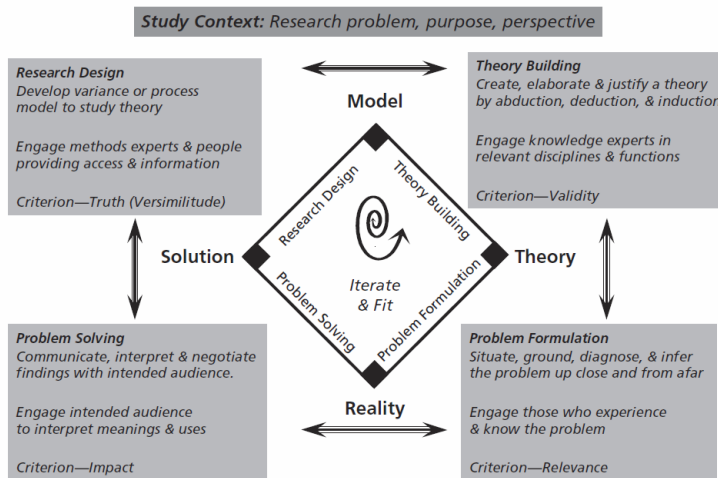 Study Context: Research problem, purpose, perspective
Research Design
Develop variance or process
model to study theory
Engage methods experts & people
providing access & information
Criterion—Truth (Versimilitude)
Theory Building
Create, elaborate & justify a theory
by abduction, deduction, & induction
Engage knowledge experts in
relevant disciplines & functions
Criterion—Validity
Model
Research Design
Theory Building
Solution
Iterate
& Fit
Theory
Problem Solving
Problem Formulation
Reality
Problem Solving
Communicate, interpret & negotiate
findings with intended audience.
Engage intended audience
to interpret meanings & uses
Criterion—Impact
Problem Formulation
Situate, ground, diagnose, & infer
the problem up close and from afar
Engage those who experience
& know the problem
Criterion—Relevance